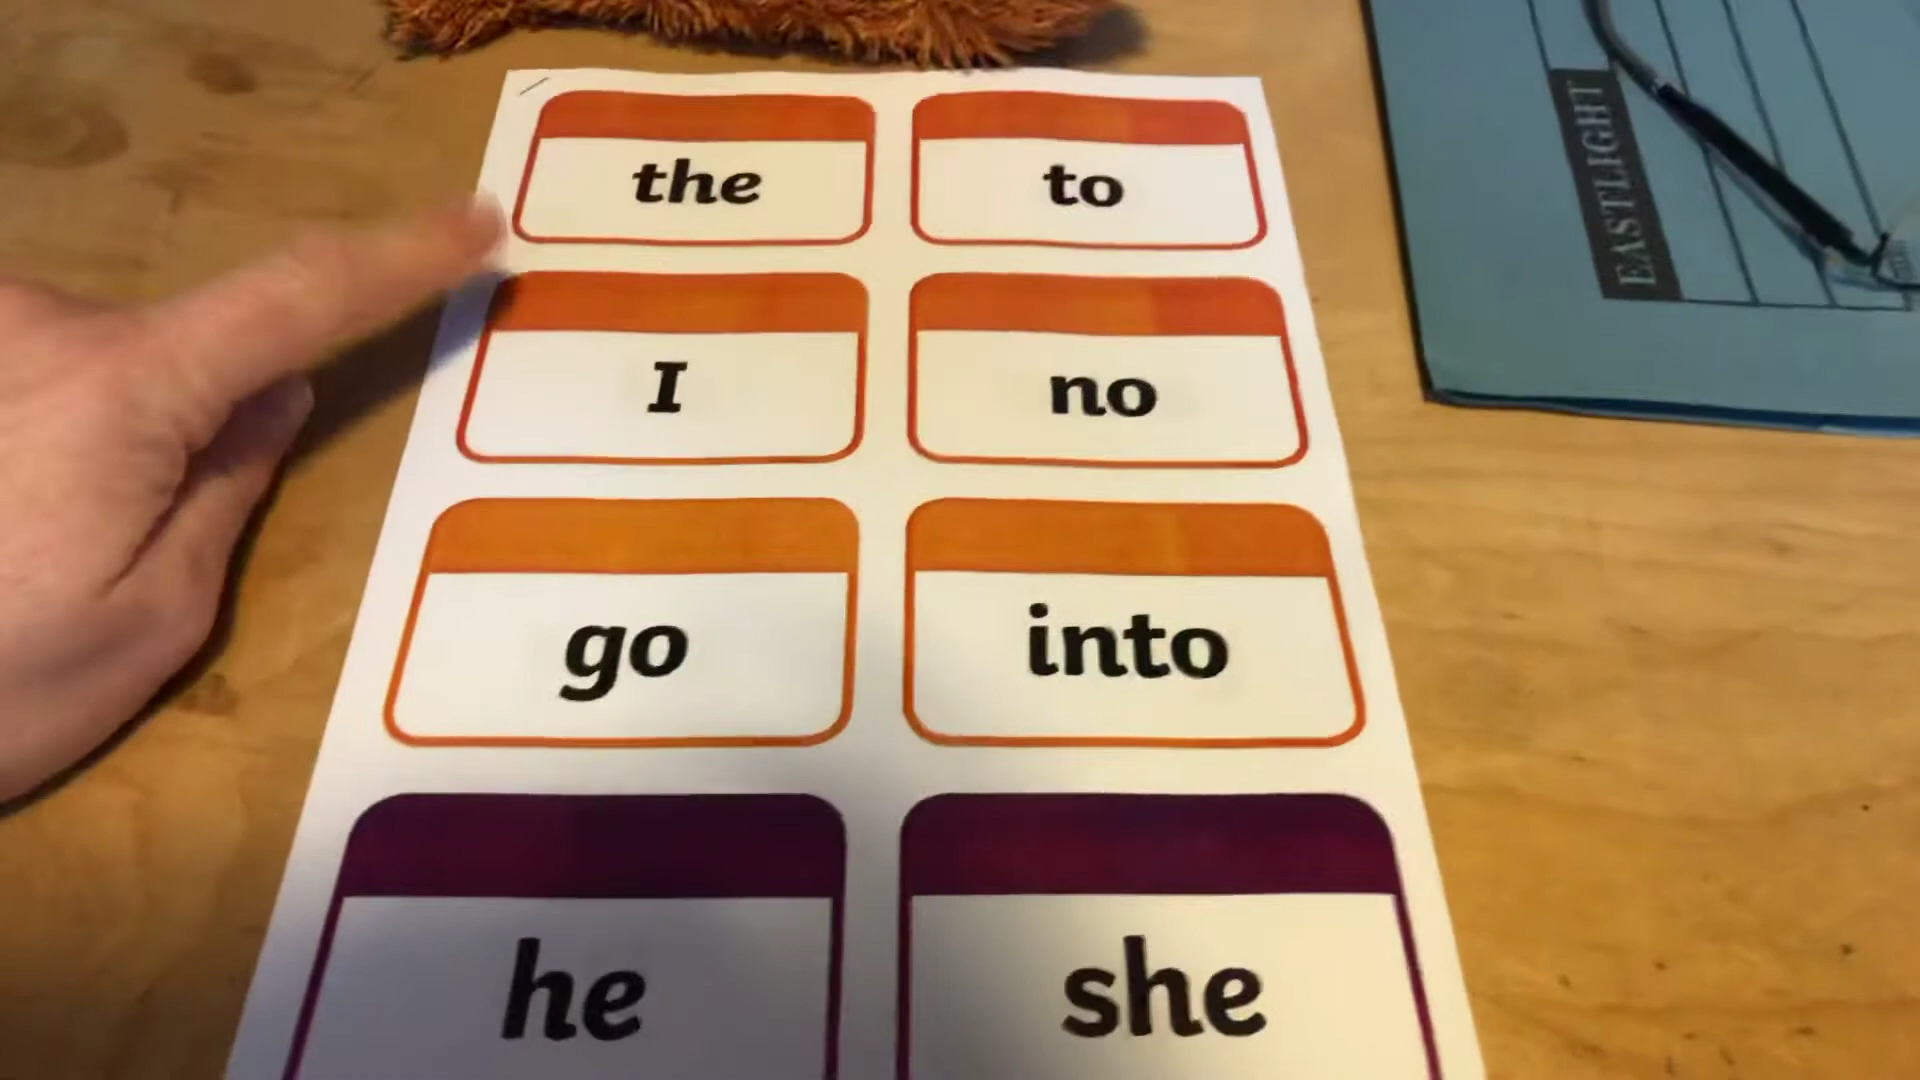 the
to
I
no
go
into
he
she
EASTLIGHT